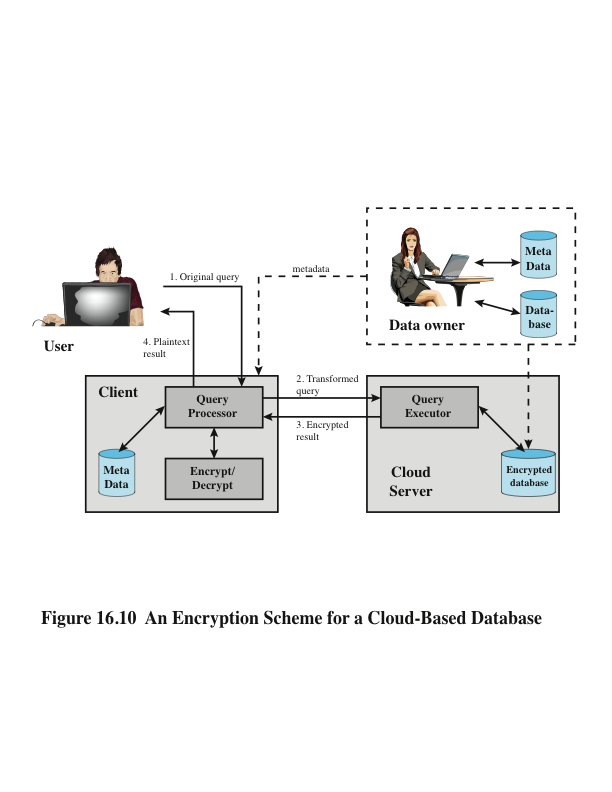 Meta
Data
Data-
base
Data owner
metadata
1. Original query
User
4. Plaintext
result
Client
Query
Processor
2. Transformed
query
3. Encrypted
result
Query
Executor
Meta
Data
Encrypt/
Decrypt
Cloud
Server
Encrypted
database
Figure 16.10 An Encryption Scheme for a Cloud-Based Database